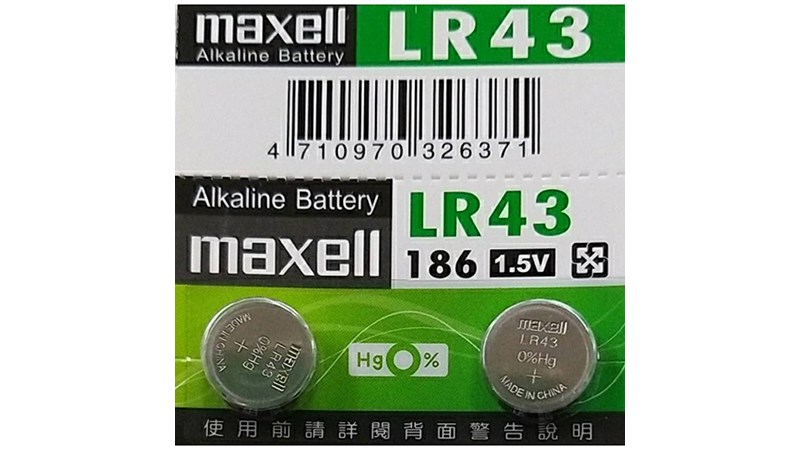 maxell LR43
Alkaline Battery
4 710970 326371
Alkaline Battery LR43
maxell 186 1.5V
Hg 0%
maxell
LR43
0%Hg
+
MADE IN CHINA
maxell
LR43
0%Hg
+
MADE IN CHINA
使用前請詳閱背面警告說明